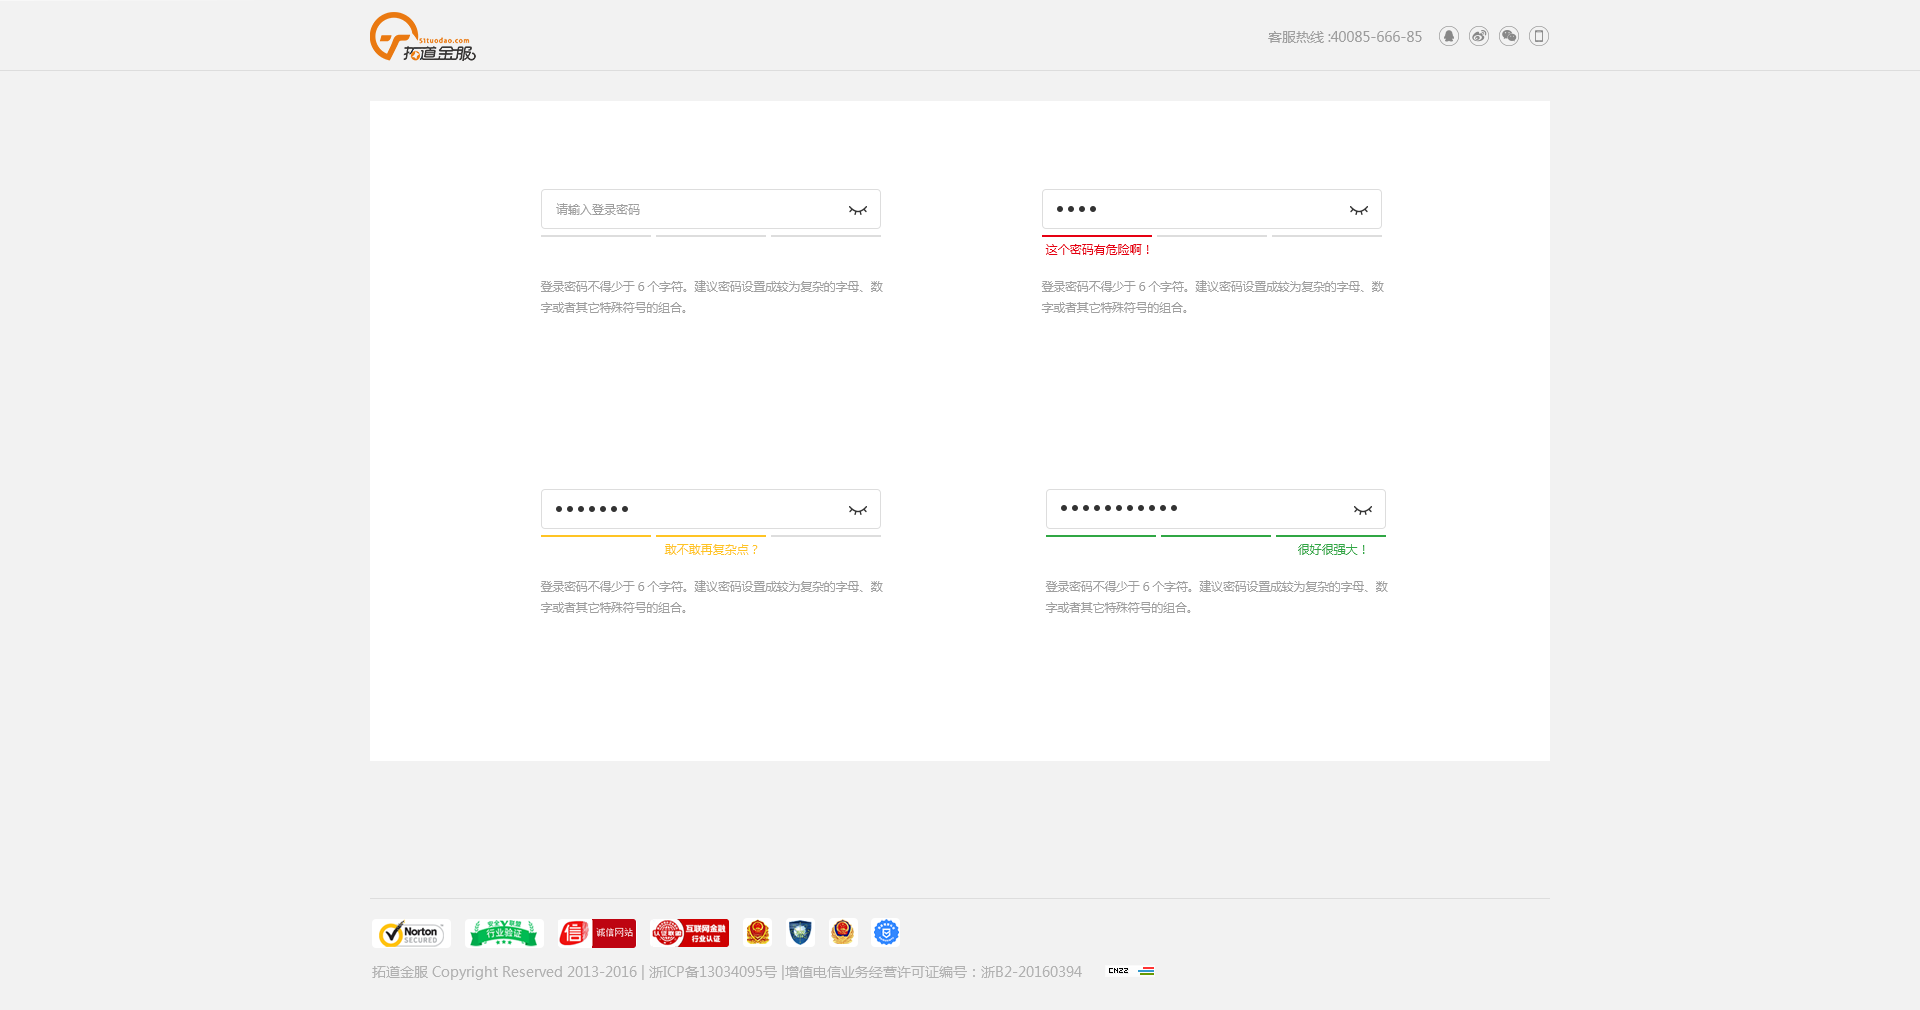 51tuodao.com
拓道金服
客服热线 :40085-666-85
请输入登录密码
登录密码不得少于 6 个字符。建议密码设置成较为复杂的字母、数
字或者其它特殊符号的组合。
这个密码有危险啊！
登录密码不得少于 6 个字符。建议密码设置成较为复杂的字母、数
字或者其它特殊符号的组合。
敢不敢再复杂点？
登录密码不得少于 6 个字符。建议密码设置成较为复杂的字母、数
字或者其它特殊符号的组合。
很好很强大！
登录密码不得少于 6 个字符。建议密码设置成较为复杂的字母、数
字或者其它特殊符号的组合。
Norton
SECURED
安全联盟
行业验证
信 诚信网站
互联网金融
行业认证
拓道金服 Copyright Reserved 2013-2016 | 浙ICP备13034095号 |增值电信业务经营许可证编号：浙B2-20160394
CNZZ